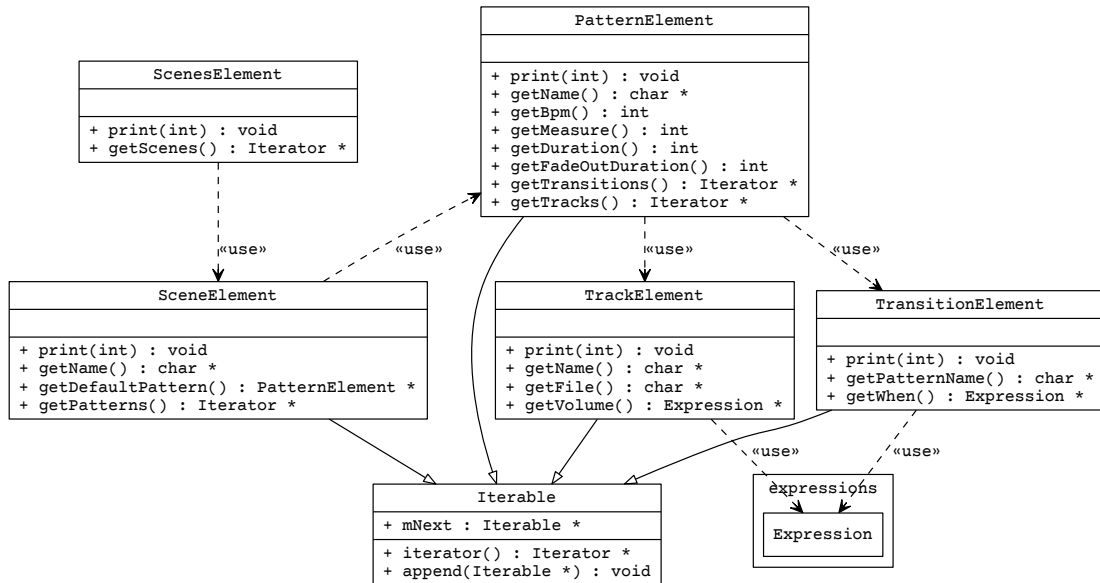 PatternElement
+ print(int) : void
+ getName() : char *
+ getBpm() : int
+ getMeasure() : int
+ getDuration() : int
+ getFadeOutDuration() : int
+ getTransitions() : Iterator *
+ getTracks() : Iterator *
ScenesElement
+ print(int) : void
+ getScenes() : Iterator *
«use»
«use»
«use»
«use»
SceneElement
+ print(int) : void
+ getName() : char *
+ getDefaultPattern() : PatternElement *
+ getPatterns() : Iterator *
TrackElement
+ print(int) : void
+ getName() : char *
+ getFile() : char *
+ getVolume() : Expression *
TransitionElement
+ print(int) : void
+ getPatternName() : char *
+ getWhen() : Expression *
«use»
«use»
Iterable
+ mNext : Iterable *
+ iterator() : Iterator *
+ append(Iterable *) : void
expressions
Expression